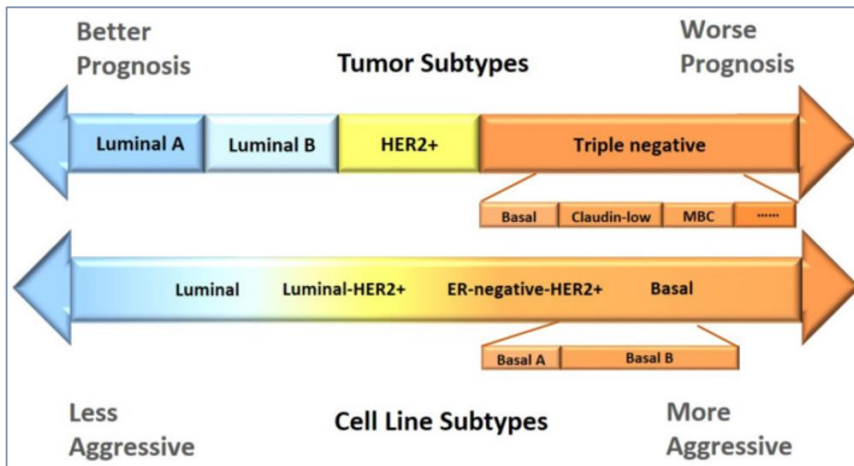 Better Prognosis
Tumor Subtypes
Worse Prognosis
Luminal A
Luminal B
HER2+
Triple negative
Basal
Claudin-low
MBC
......
Luminal
Luminal-HER2+
ER-negative-HER2+
Basal
Basal A
Basal B
Less Aggressive
Cell Line Subtypes
More Aggressive